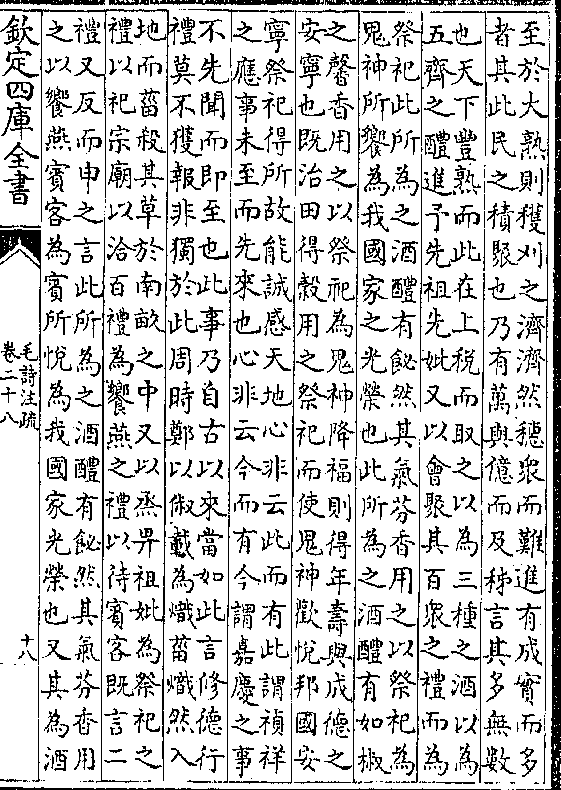 至於大熟則穫刈之濟濟然穗衆而難進有成實而多
者其此民之積聚也乃有萬與億而及秭言其多無數
也天下豐熟而此在上税而取之以為三種之酒以為
五齊之醴進予先祖先妣又以會聚其百衆之禮而為
祭祀此所為之酒醴有飶然其氣芬香用之以祭祀為
鬼神所饗為我國家之光榮也此所為之酒醴有如椒
之馨香用之以祭祀為鬼神降福則得年壽與成德之
安寧也既治田得穀用之祭祀而使鬼神歡悦邦國安
寧祭祀得所故能誠感天地心非云此而有此謂禎祥
之應事未至而先來也心非云今而有今謂嘉慶之事
不先聞而即至也此事乃自古以來當如此言修德行
禮莫不獲報非獨於此周時鄭以俶載為熾菑熾然入
地而菑殺其草於南畝之中又以烝畀祖妣為祭祀之
禮以祀宗廟以洽百禮為饗燕之禮以待賓客既言二
禮又反而申之言此所為之酒醴有飶然其氣芬香用
之以饗燕賓客為賓所悦為我國家光榮也又其為酒
欽定四庫全書
毛詩注疏
卷二十八
十八